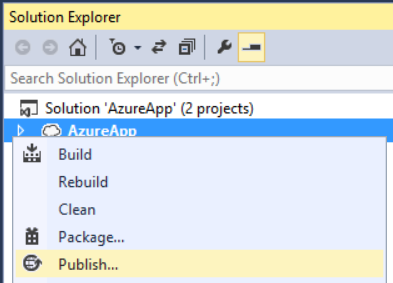 Solution Explorer
Search Solution Explorer (Ctrl+;)
Solution 'AzureApp' (2 projects)
AzureApp
Build
Rebuild
Clean
Package...
Publish...